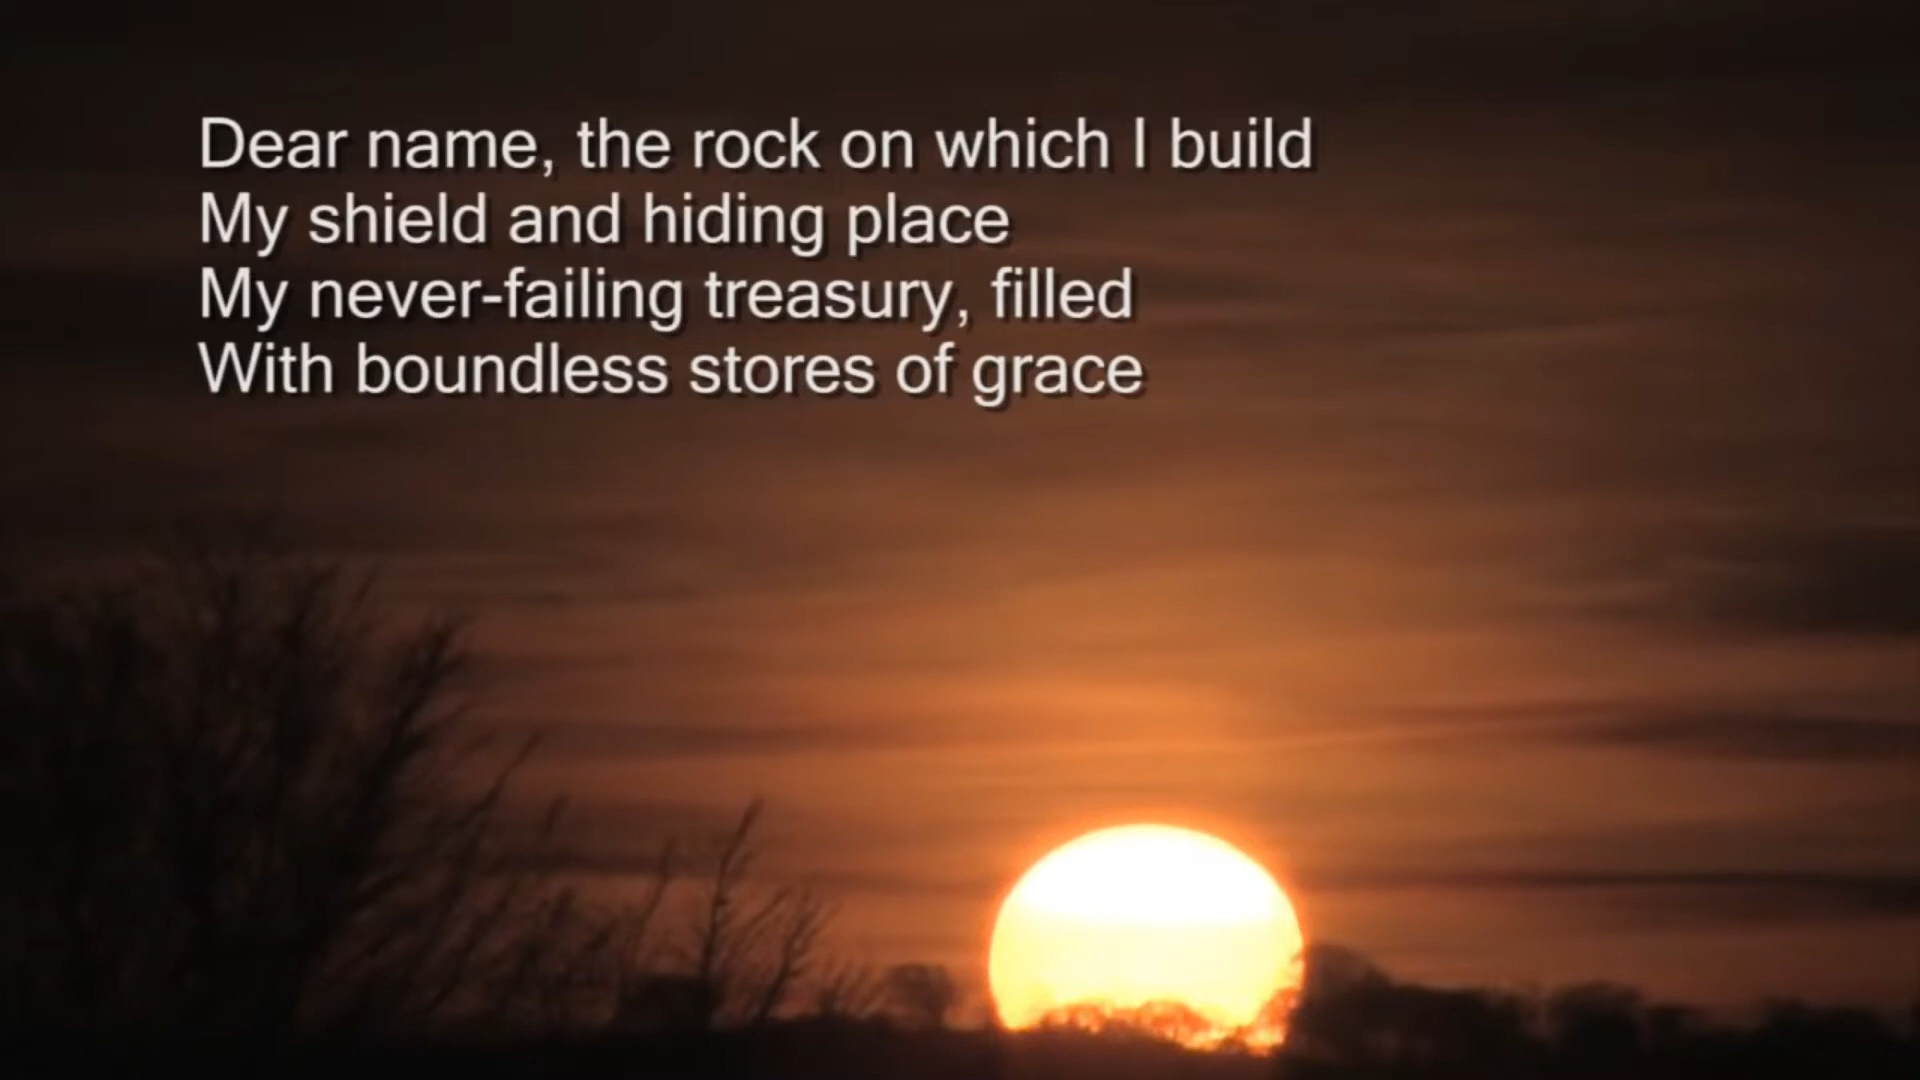 Dear name, the rock on which I build
My shield and hiding place
My never-failing treasury, filled
With boundless stores of grace